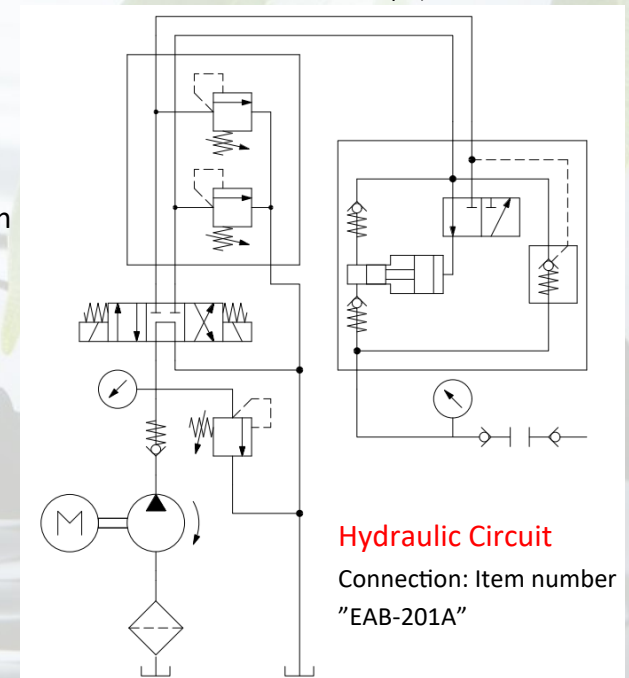 n
M
Hydraulic Circuit
Connection: Item number
”EAB-201A”